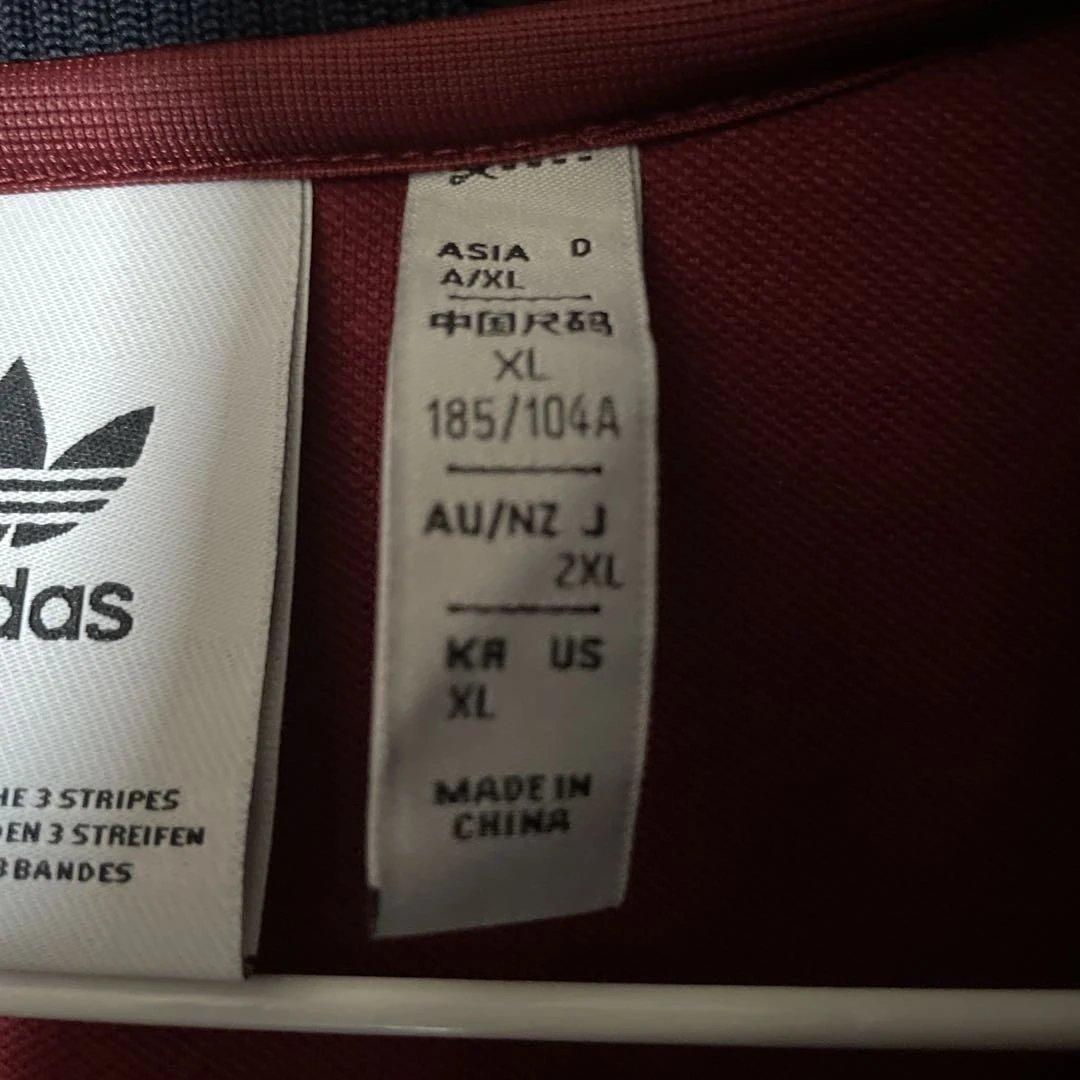 das
HE 3 STRIPES
DEN 3 STREIFEN
3 BANDES
ASIA D
A/XL
中国尺码
XL
185/104A
AU/NZ J
2XL
KR US
XL
MADE IN
CHINA